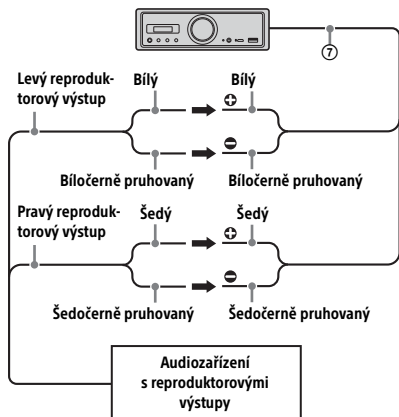 ⑦
Levý reproduk-
torový výstup
Bílý
Bílý
Bíločerně pruhovaný
Bíločerně pruhovaný
Pravý reproduk-
torový výstup
Šedý
Šedý
Šedočerně pruhovaný
Šedočerně pruhovaný
Audiozařízení
s reproduktorovými
výstupy